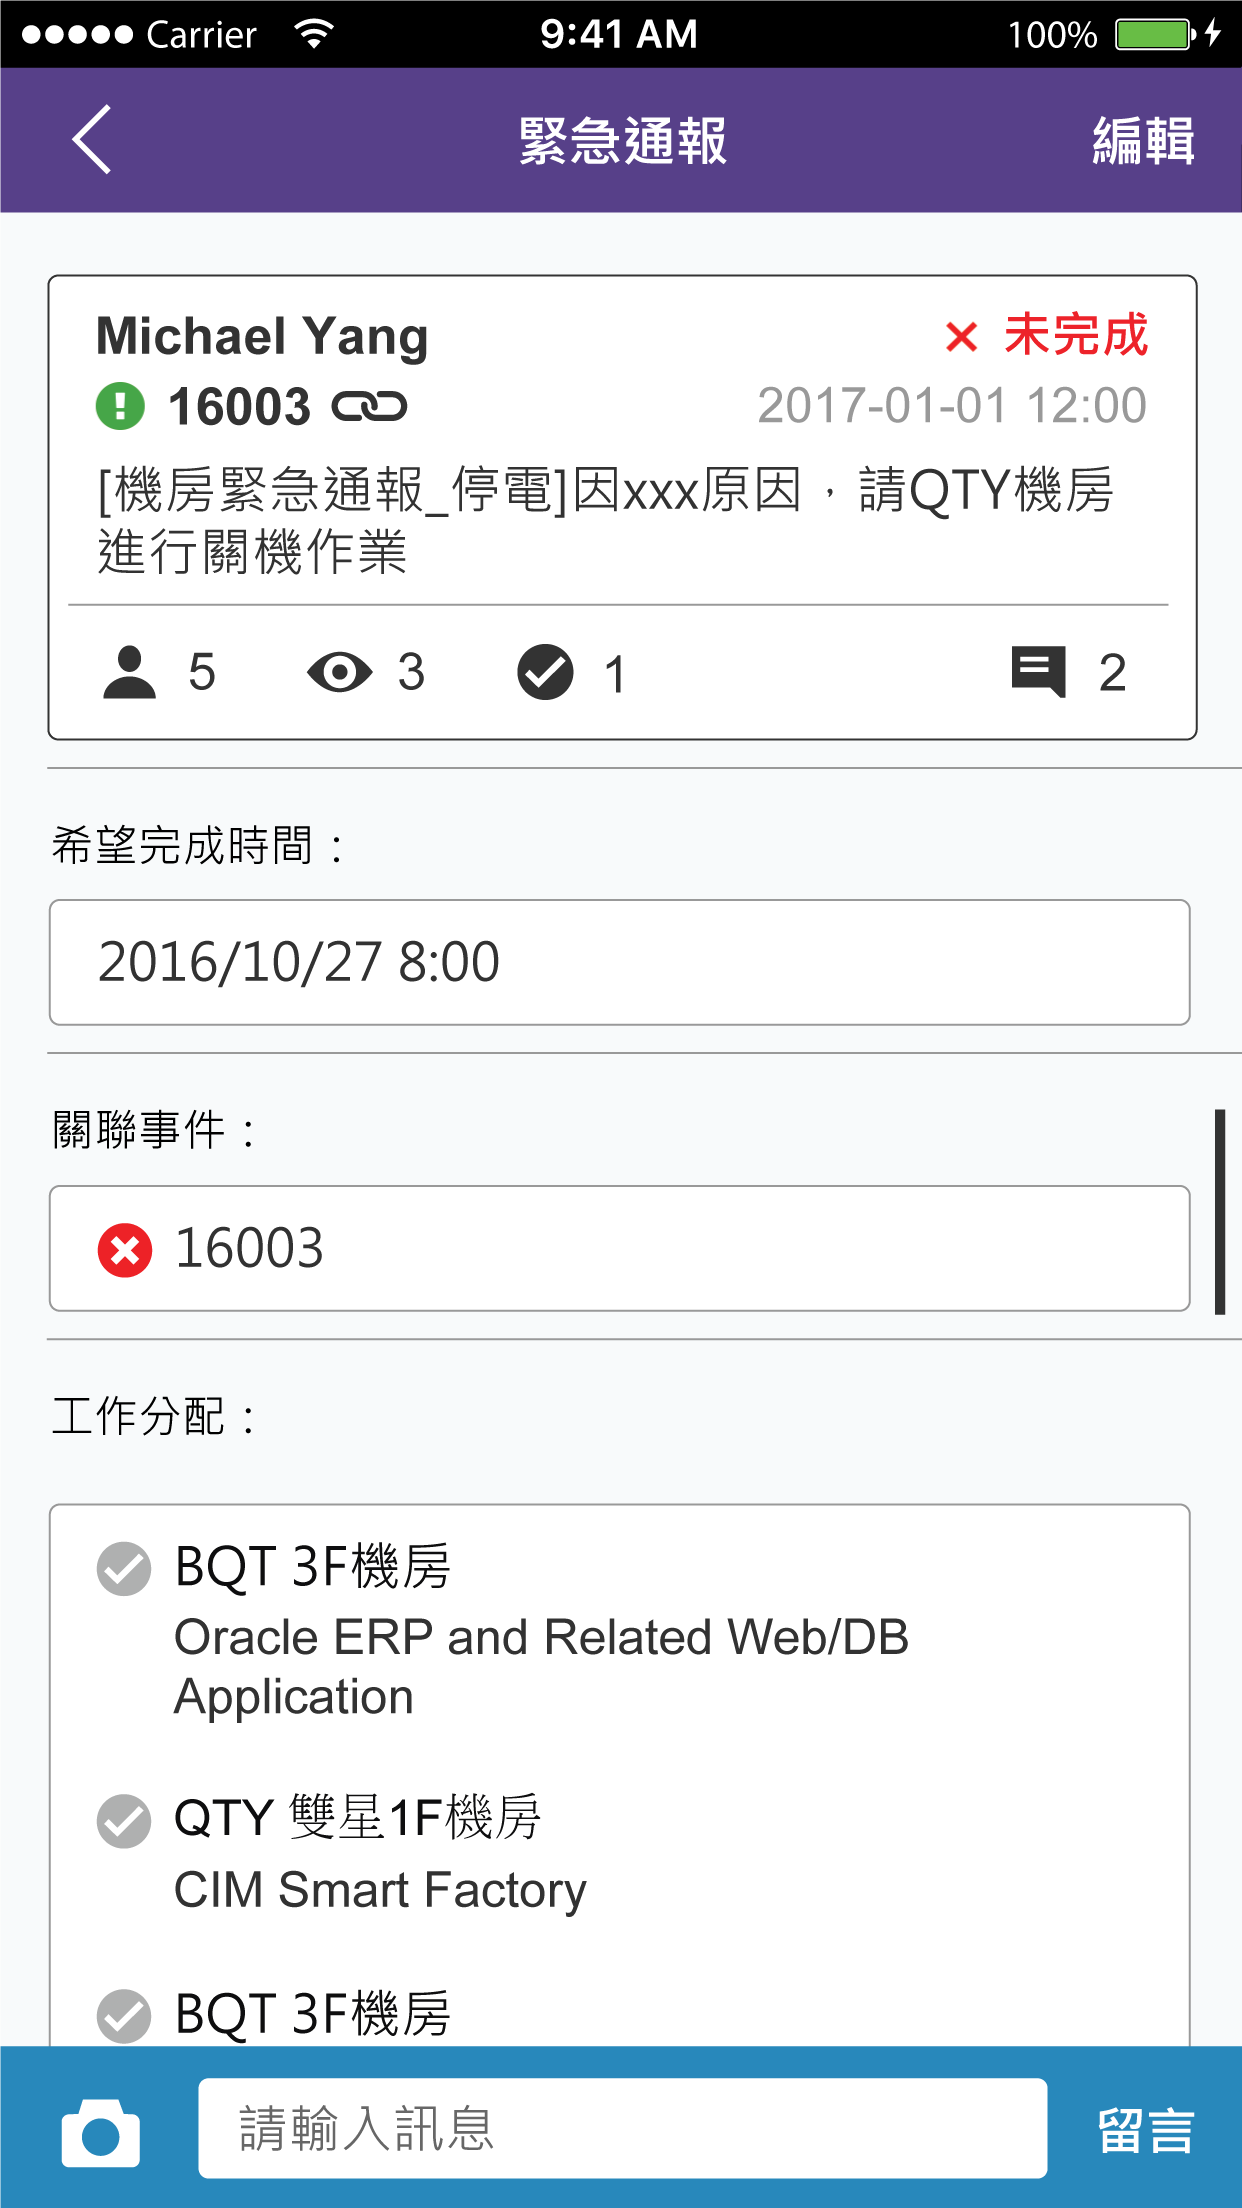 Carrier 9:41 AM 100%
緊急通報 編輯
Michael Yang 未完成
16003 2017-01-01 12:00
[機房緊急通報_停電]因xxx原因，請QTY機房
進行關機作業
5 3 1 2
希望完成時間：
2016/10/27 8:00
關聯事件：
16003
工作分配：
BQT 3F機房
Oracle ERP and Related Web/DB
Application
QTY 雙星1F機房
CIM Smart Factory
BQT 3F機房
請輸入訊息 留言